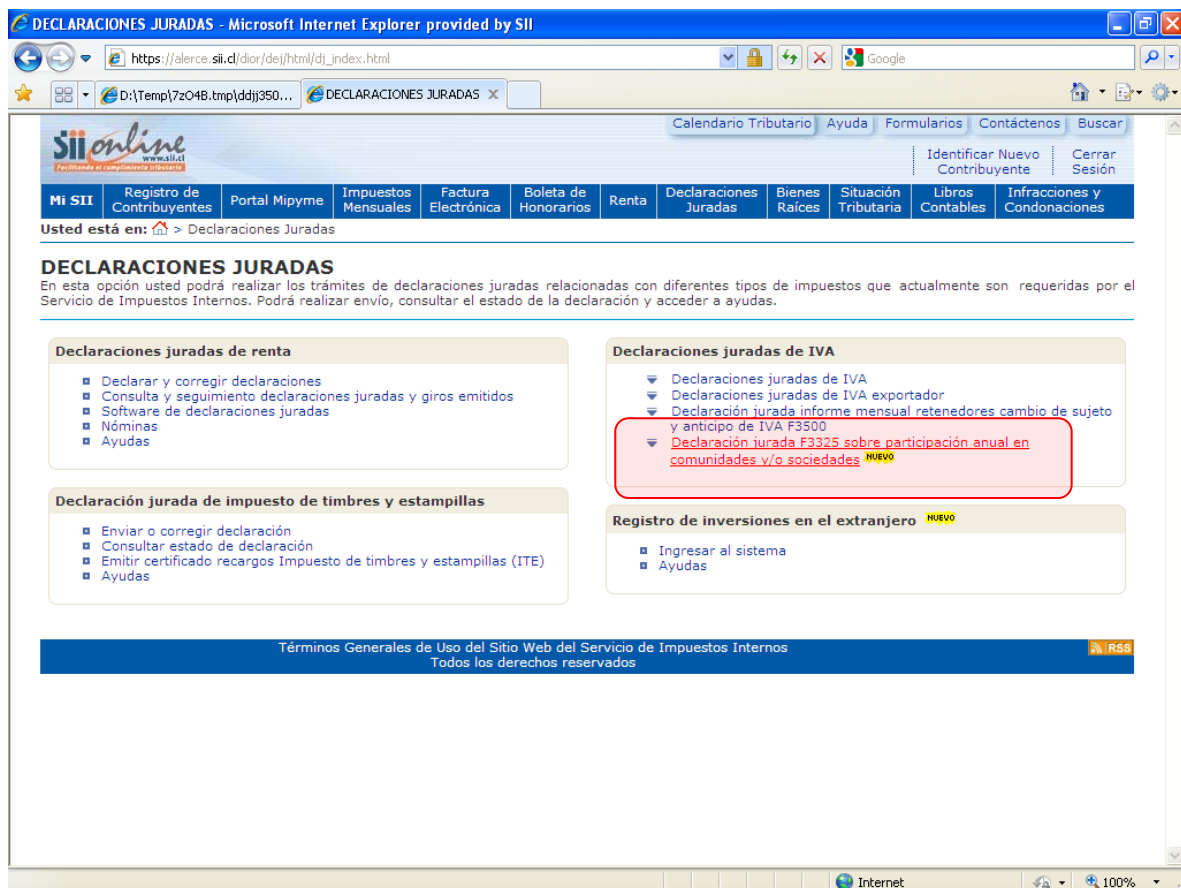 DECLARACIONES JURADAS - Microsoft Internet Explorer provided by SII
https://alerce.sii.cl/dior/dej/html/dj_index.html
Google
D:\Temp\7zO4B.tmp\ddjj350...
DECLARACIONES JURADAS
Calendario Tributario
Ayuda
Formularios
Contáctenos
Buscar
Sii online
www.sii.cl
Facilitando el cumplimiento tributario
Identificar Nuevo
Contribuyente
Cerrar
Sesión
Mi SII
Registro de
Contribuyentes
Portal Mipyme
Impuestos
Mensuales
Factura
Electrónica
Boleta de
Honorarios
Renta
Declaraciones
Juradas
Bienes
Raíces
Situación
Tributaria
Libros
Contables
Infracciones y
Condonaciones
Usted está en: > Declaraciones Juradas
DECLARACIONES JURADAS
En esta opción usted podrá realizar los trámites de declaraciones juradas relacionadas con diferentes tipos de impuestos que actualmente son requeridas por el
Servicio de Impuestos Internos. Podrá realizar envío, consultar el estado de la declaración y acceder a ayudas.
Declaraciones juradas de renta
Declarar y corregir declaraciones
Consulta y seguimiento declaraciones juradas y giros emitidos
Software de declaraciones juradas
Nóminas
Ayudas
Declaraciones juradas de IVA
Declaraciones juradas de IVA
Declaraciones juradas de IVA exportador
Declaración jurada informe mensual retenedores cambio de sujeto
y anticipo de IVA F3500
Declaración jurada F3325 sobre participación anual en
comunidades y/o sociedades NUEVO
Declaración jurada de impuesto de timbres y estampillas
Enviar o corregir declaración
Consultar estado de declaración
Emitir certificado recargos Impuesto de timbres y estampillas (ITE)
Ayudas
Registro de inversiones en el extranjero NUEVO
Ingresar al sistema
Ayudas
Términos Generales de Uso del Sitio Web del Servicio de Impuestos Internos
Todos los derechos reservados
RSS
Internet
100%